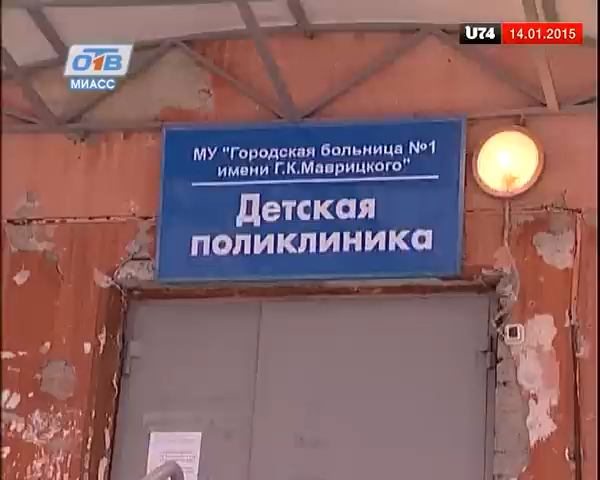 U74 14.01.2015
ОТВ
МИАСС
МУ "Городская больница №1
имени Г.К.Маврицкого"
Детская
поликлиника